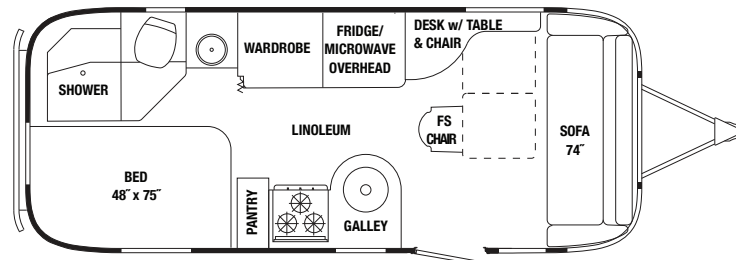 WARDROBE
FRIDGE/
MICROWAVE
OVERHEAD
DESK w/ TABLE
& CHAIR
SHOWER
LINOLEUM
FS
CHAIR
SOFA
74˝
BED
48˝ x 75˝
PANTRY
GALLEY